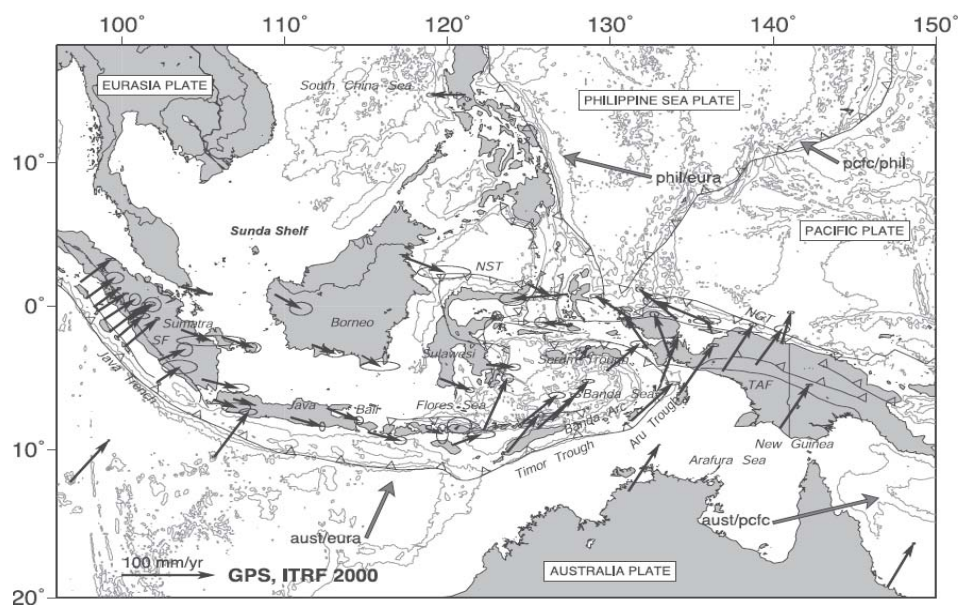 100° 110° 120° 130° 140° 150°
EURASIA PLATE
South China Sea
PHILIPPINE SEA PLATE
10°
phil/eura
pcfc/phil
Sunda Shelf
PACIFIC PLATE
NST
0°
NGT
Sumatra
SF
Borneo
Sulawesi
Seram Trough
Java Trench
TAF
Java
Bali
Flores Sea
Banda Sea
Banda Arc
Aru Trough
New Guinea
10°
Timor Trough
Arafura Sea
aust/eura
aust/pcfc
100 mm/yr
GPS, ITRF 2000
AUSTRALIA PLATE
20°